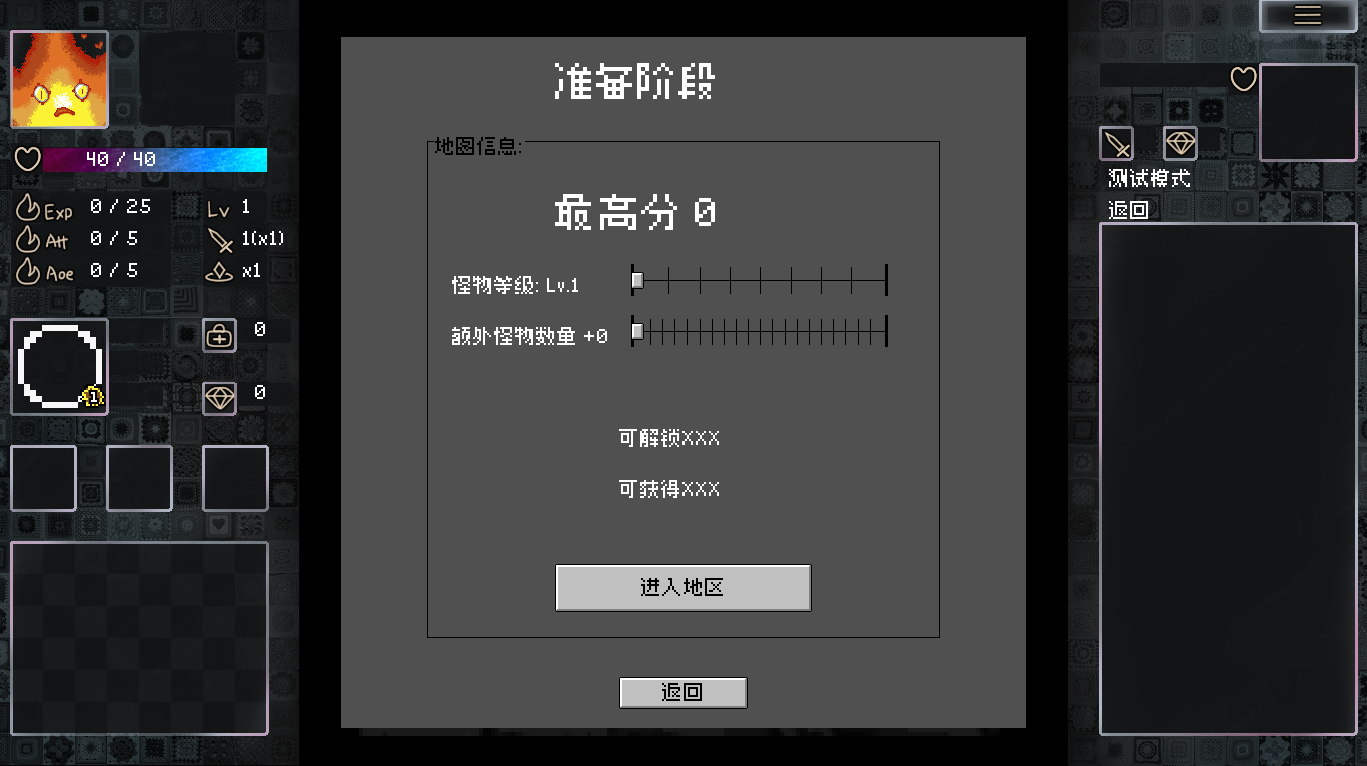 40 / 40
Exp 0 / 25 Lv 1
Att 0 / 5 1(x1)
Aoe 0 / 5 x1
1
0
0
准备阶段
地图信息:
最高分 0
怪物等级: Lv.1
额外怪物数量 +0
可解锁XXX
可获得XXX
进入地区
返回
测试模式
返回